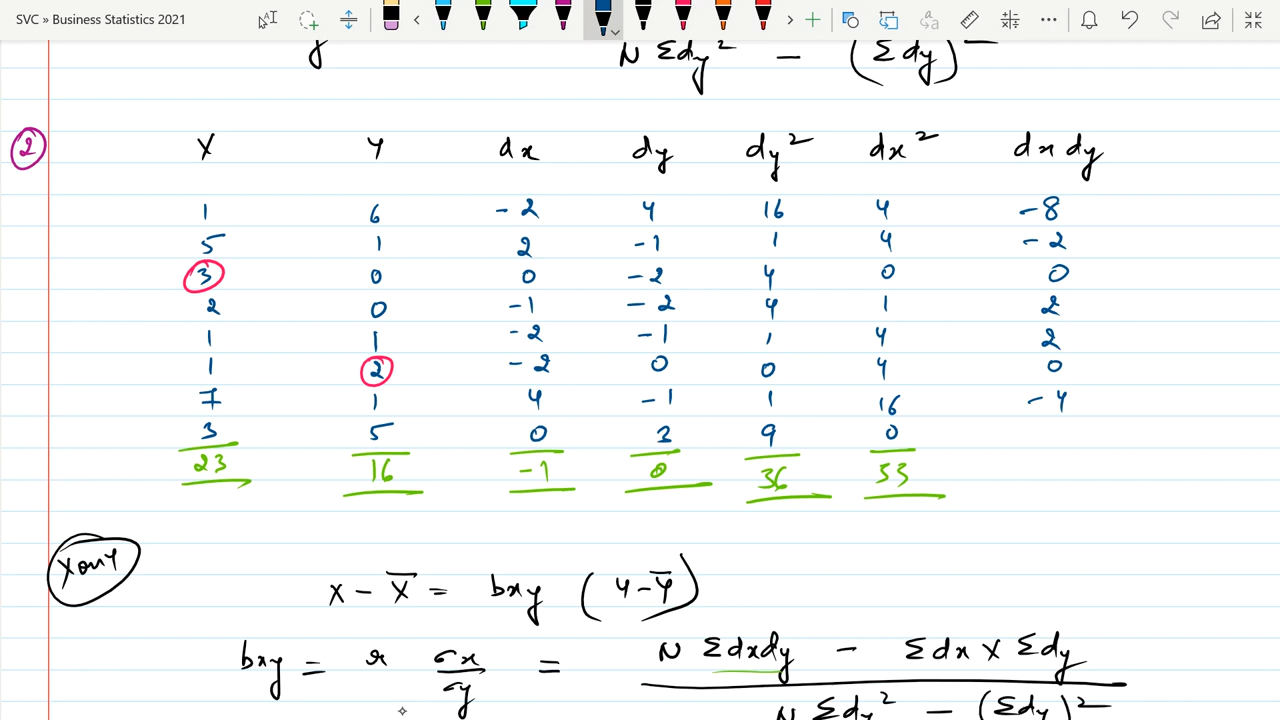 SVC » Business Statistics 2021
y N Σdy² - (Σdy)²
2 X Y dx dy dy² dx² dxdy
1 6 -2 4 16 4 -8
5 1 2 -1 1 4 -2
3 0 0 -2 4 0 0
2 0 -1 -2 4 1 2
1 1 -2 -1 1 4 2
1 2 -2 0 0 4 0
7 1 4 -1 1 16 -4
3 5 0 3 9 0
23 16 -1 0 36 33
X on Y
X - X̅ = bxy (Y - Y̅)
bxy = r σx/σy = N Σdxdy - Σdx X Σdy
N Σdy² - (Σdy)²